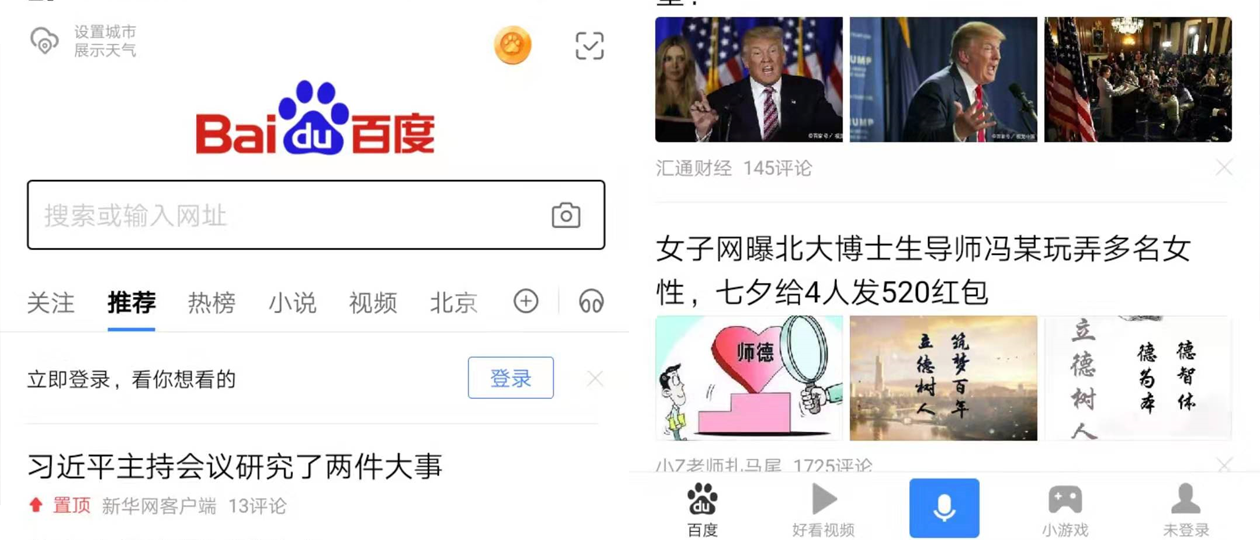 设置城市
展示天气
Bai du 百度
搜索或输入网址
关注 推荐 热榜 小说 视频 北京
立即登录，看你想看的 登录
习近平主持会议研究了两件大事
置顶 新华网客户端 13评论
汇通财经 145评论
女子网曝北大博士生导师冯某玩弄多名女
性，七夕给4人发520红包
师德
筑梦百年
立德树人
立德树人
德为本
德智体
小Z老师扎马尾 1725评论
du
百度 好看视频 小游戏 未登录